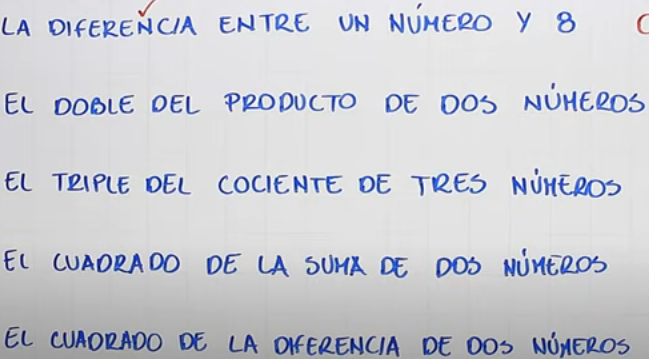 LA DIFERENCIA ENTRE UN NÚMERO Y 8
EL DOBLE DEL PRODUCTO DE DOS NÚMEROS
EL TRIPLE DEL COCIENTE DE TRES NÚMEROS
EL CUADRADO DE LA SUMA DE DOS NÚMEROS
EL CUADRADO DE LA DIFERENCIA DE DOS NÚMEROS